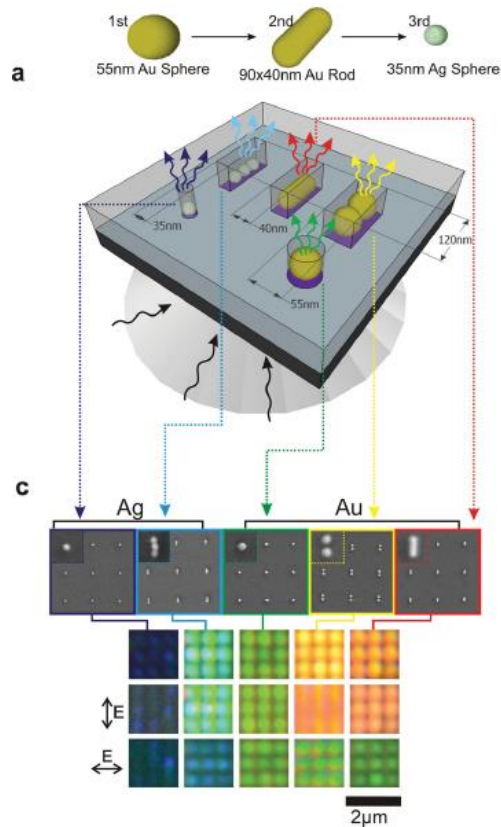 1st
2nd
3rd
55nm Au Sphere
90x40nm Au Rod
35nm Ag Sphere
a
35nm
40nm
120nm
55nm
c
Ag
Au
E
E
2μm